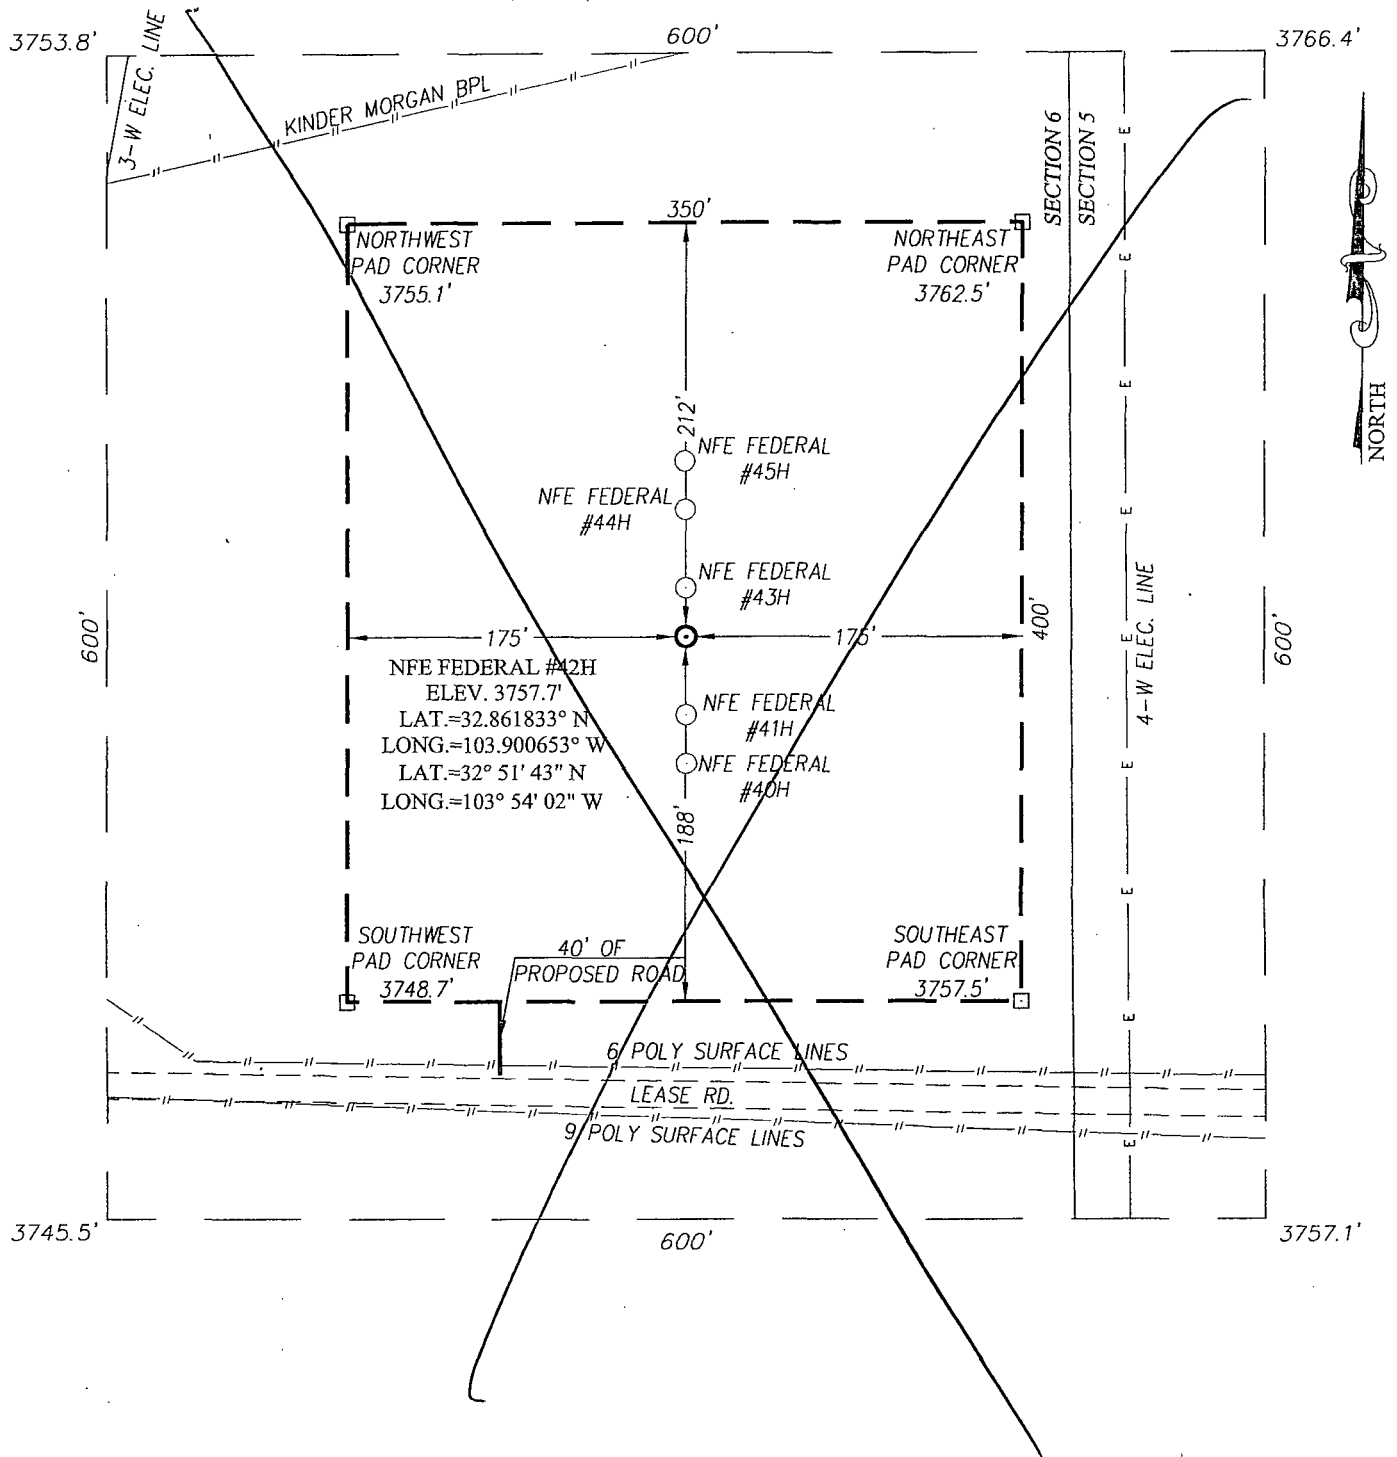 3753.8'
3-W ELEC. LINE
600'
3766.4'
KINDER MORGAN BPL
SECTION 6
SECTION 5
E
350'
NORTHWEST
PAD CORNER
3755.1'
NORTHEAST
PAD CORNER
3762.5'
E
NORTH
E
212'
NFE FEDERAL
#45H
NFE FEDERAL
#44H
E
NFE FEDERAL
#43H
600'
175'
175'
400'
E
4-W ELEC. LINE
600'
NFE FEDERAL #42H
ELEV. 3757.7'
LAT.=32.861833° N
LONG.=103.900653° W
LAT.=32° 51' 43" N
LONG.=103° 54' 02" W
NFE FEDERAL
#41H
NFE FEDERAL
#40H
E
188'
E
SOUTHWEST
PAD CORNER
3748.7'
40' OF
PROPOSED ROAD
SOUTHEAST
PAD CORNER
3757.5'
E
6 POLY SURFACE LINES
LEASE RD.
9 POLY SURFACE LINES
E
3745.5'
600'
3757.1'